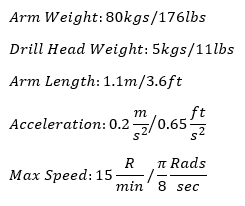 Arm Weight: 80kgs/176lbs
Drill Head Weight: 5kgs/11lbs
Arm Length: 1.1m/3.6ft
Acceleration: 0.2 m/s² / 0.65 ft/s²
Max Speed: 15 R/min / π/8 Rads/sec